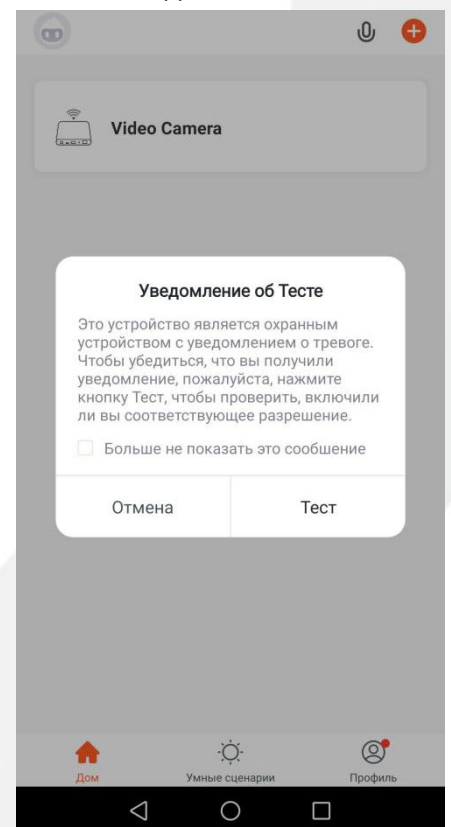 Video Camera
Уведомление об Тесте
Это устройство является охранным
устройством с уведомлением о тревоге.
Чтобы убедиться, что вы получили
уведомление, пожалуйста, нажмите
кнопку Тест, чтобы проверить, включили
ли вы соответствующее разрешение.
Больше не показать это сообщение
Отмена
Тест
Дом
Умные сценарии
Профиль